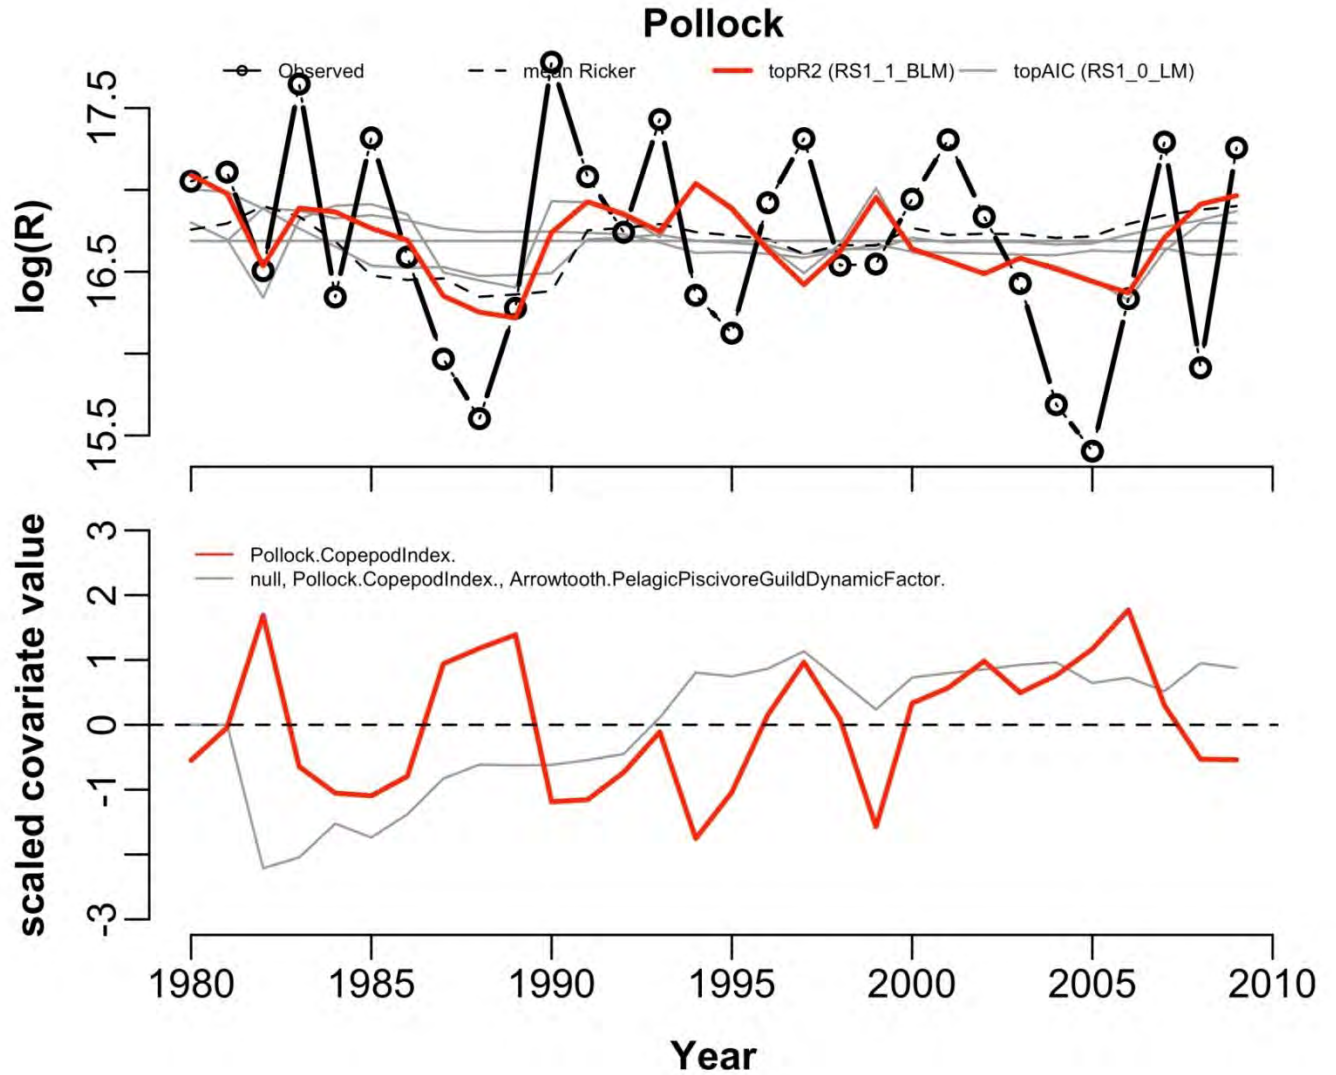 Pollock
Observed mean Ricker topR2 (RS1_1_BLM) topAIC (RS1_0_LM)
17.5
16.5
15.5
log(R)
3
2
1
0
-1
-3
scaled covariate value
Pollock.CopepodIndex.
null, Pollock.CopepodIndex., Arrowtooth.PelagicPiscivoreGuildDynamicFactor.
1980 1985 1990 1995 2000 2005 2010
Year